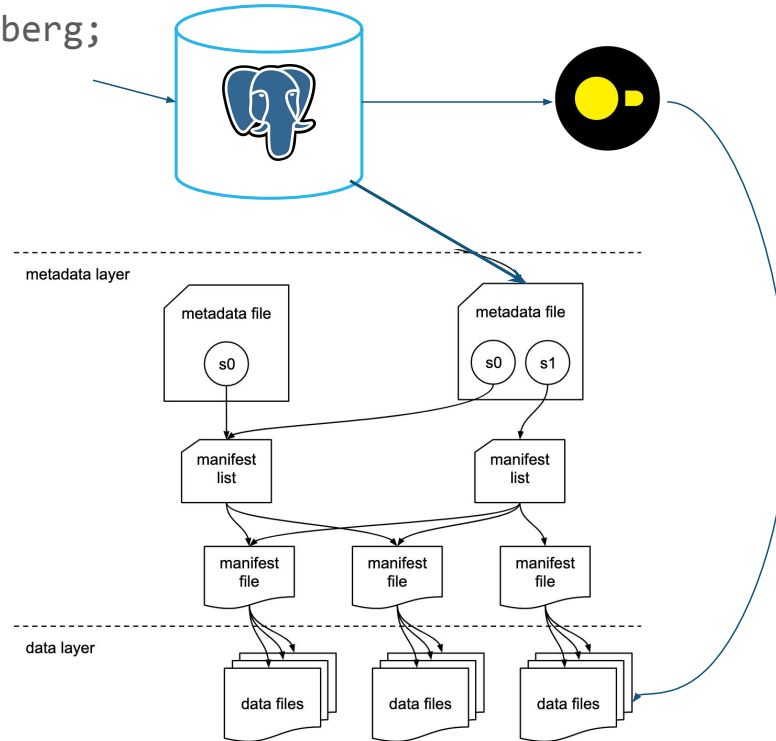 berg;
metadata layer
metadata file
metadata file
s0
s0
s1
manifest
list
manifest
list
manifest
file
manifest
file
manifest
file
data layer
data files
data files
data files